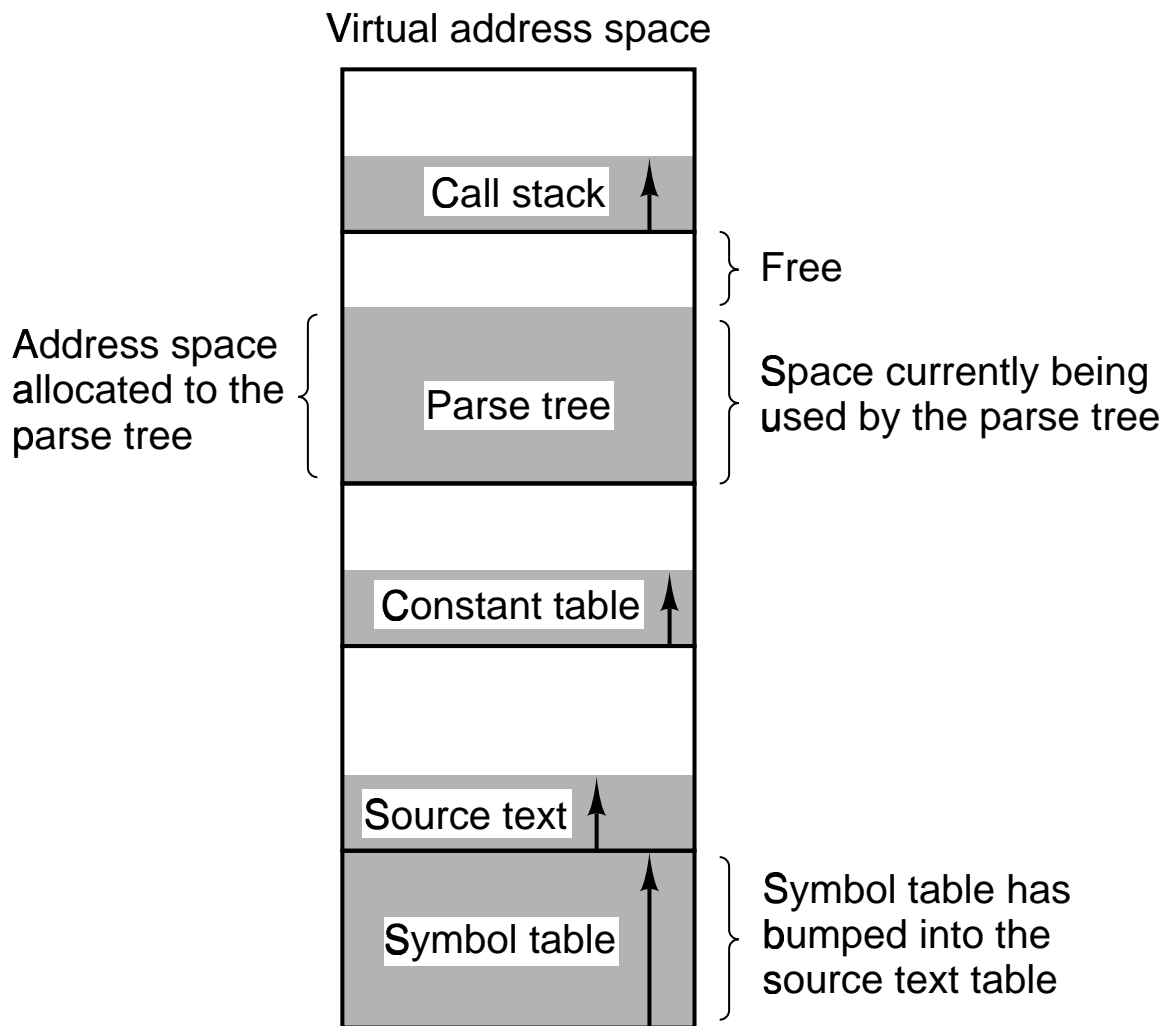 Virtual address space
Call stack
Free
Address space
allocated to the
parse tree
Parse tree
Space currently being
used by the parse tree
Constant table
Source text
Symbol table
Symbol table has
bumped into the
source text table